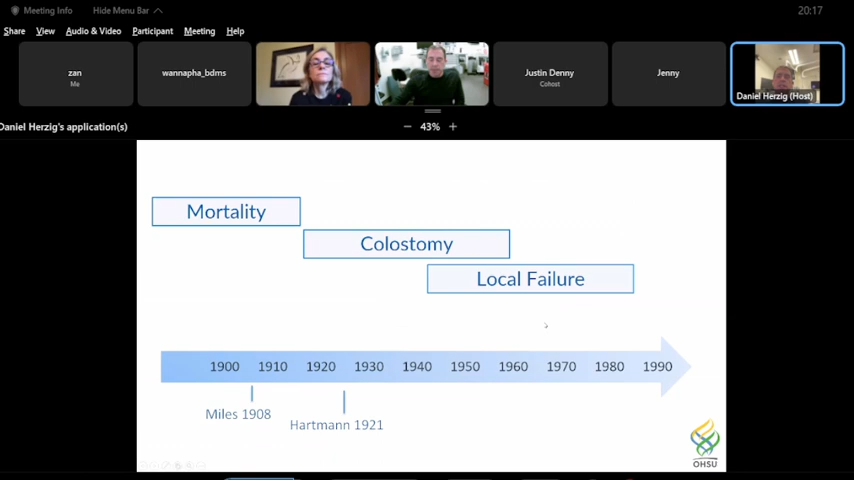 Meeting Info
Hide Menu Bar
20:17
Share View Audio & Video Participant Meeting Help
zan
Me
wannapha_bdms
Justin Denny
Cohost
Jenny
Daniel Herzig (Host)
Daniel Herzig's application(s)
− 43% +
Mortality
Colostomy
Local Failure
1900 1910 1920 1930 1940 1950 1960 1970 1980 1990
Miles 1908
Hartmann 1921
OHSU